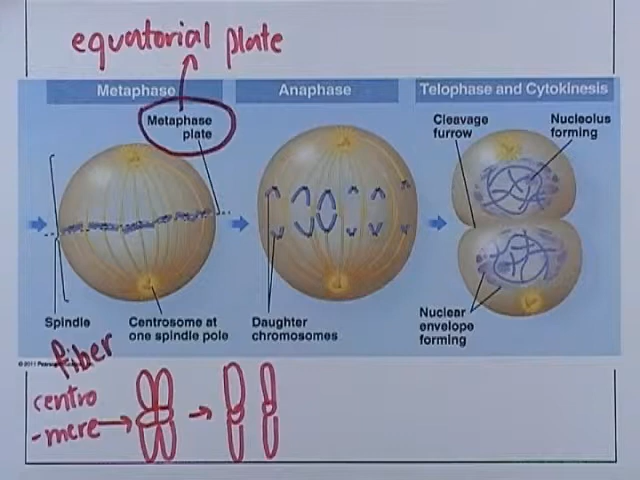 equatorial plate
Metaphase
Anaphase
Telophase and Cytokinesis
Metaphase
plate
Cleavage
furrow
Nucleolus
forming
Spindle
fiber
Centrosome at
one spindle pole
Daughter
chromosomes
Nuclear
envelope
forming
centro
-mere